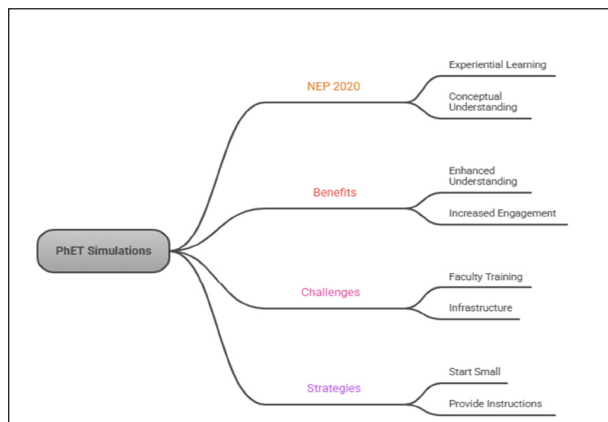 PhET Simulations
NEP 2020
Experiential Learning
Conceptual
Understanding
Benefits
Enhanced
Understanding
Increased Engagement
Challenges
Faculty Training
Infrastructure
Strategies
Start Small
Provide Instructions